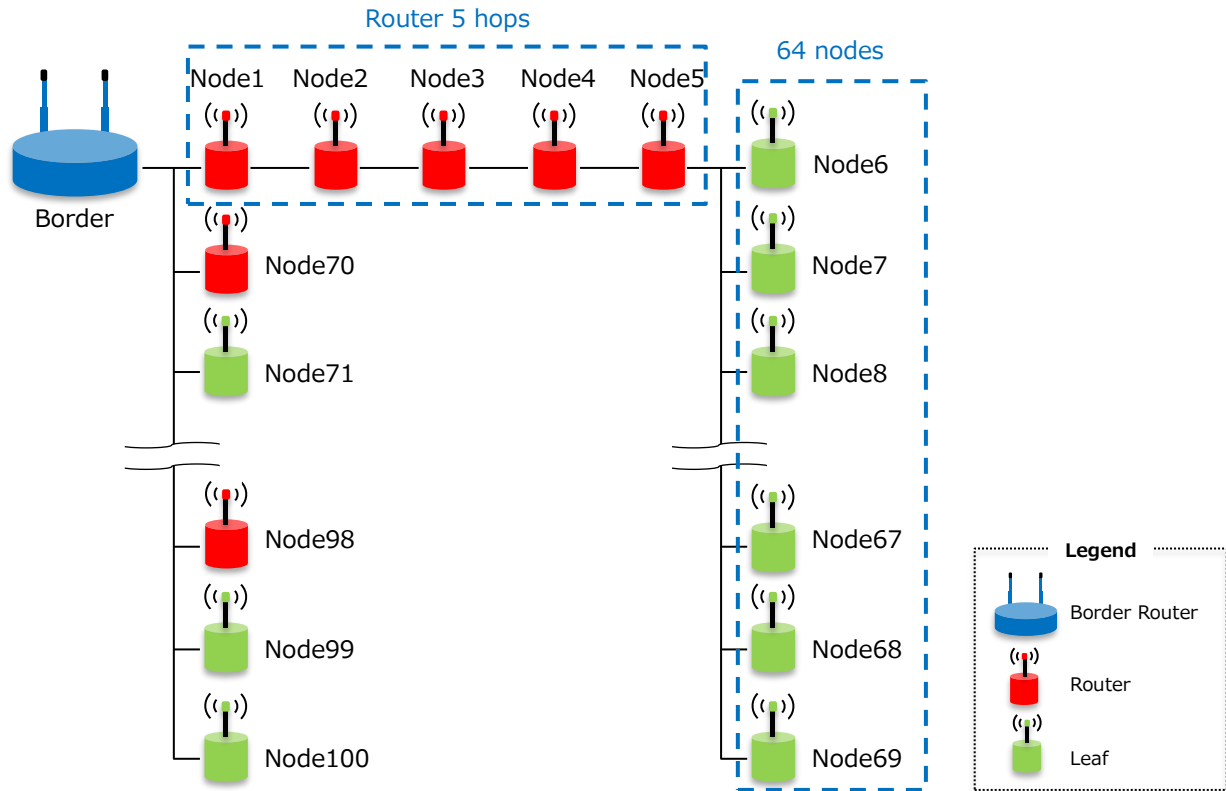 Router 5 hops
64 nodes
Node1
Node2
Node3
Node4
Node5
Node6
Border
Node70
Node7
Node71
Node8
Node98
Node67
Node99
Node68
Node100
Node69
Legend
Border Router
Router
Leaf